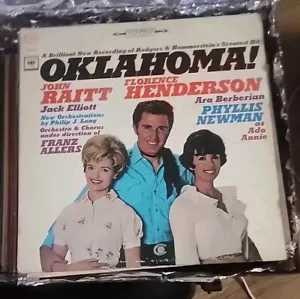 STEREO
A Brilliant New Recording of Rodgers & Hammerstein's Greatest Hit
OKLAHOMA!
JOHN RAITT
FLORENCE HENDERSON
Jack Elliott
Ara Berberian
New Orchestrations
by Philip J. Lang
PHYLLIS
NEWMAN
as
Ado
Annie
Orchestra & Chorus
under direction of
FRANZ
ALLERS